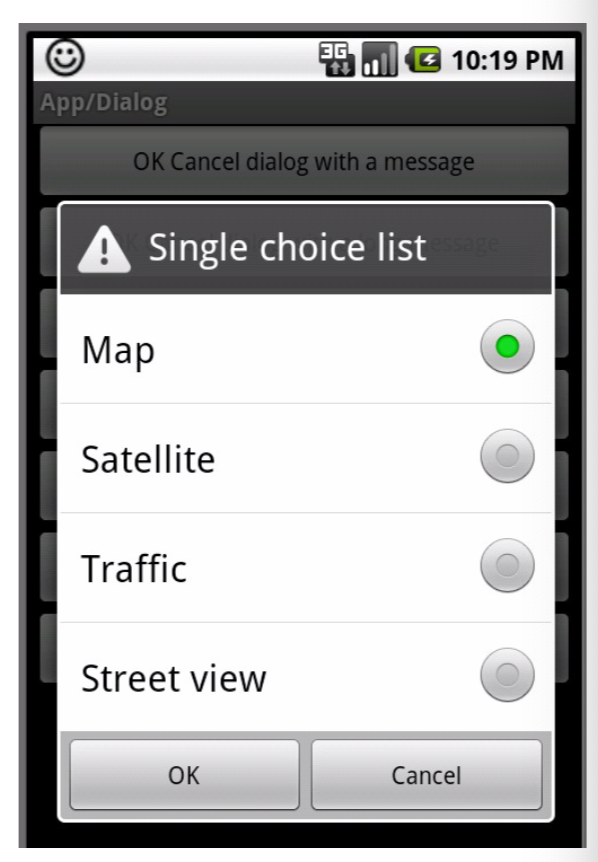 3G 10:19 PM
App/Dialog
OK Cancel dialog with a message
Single choice list
Map
Satellite
Traffic
Street view
OK Cancel